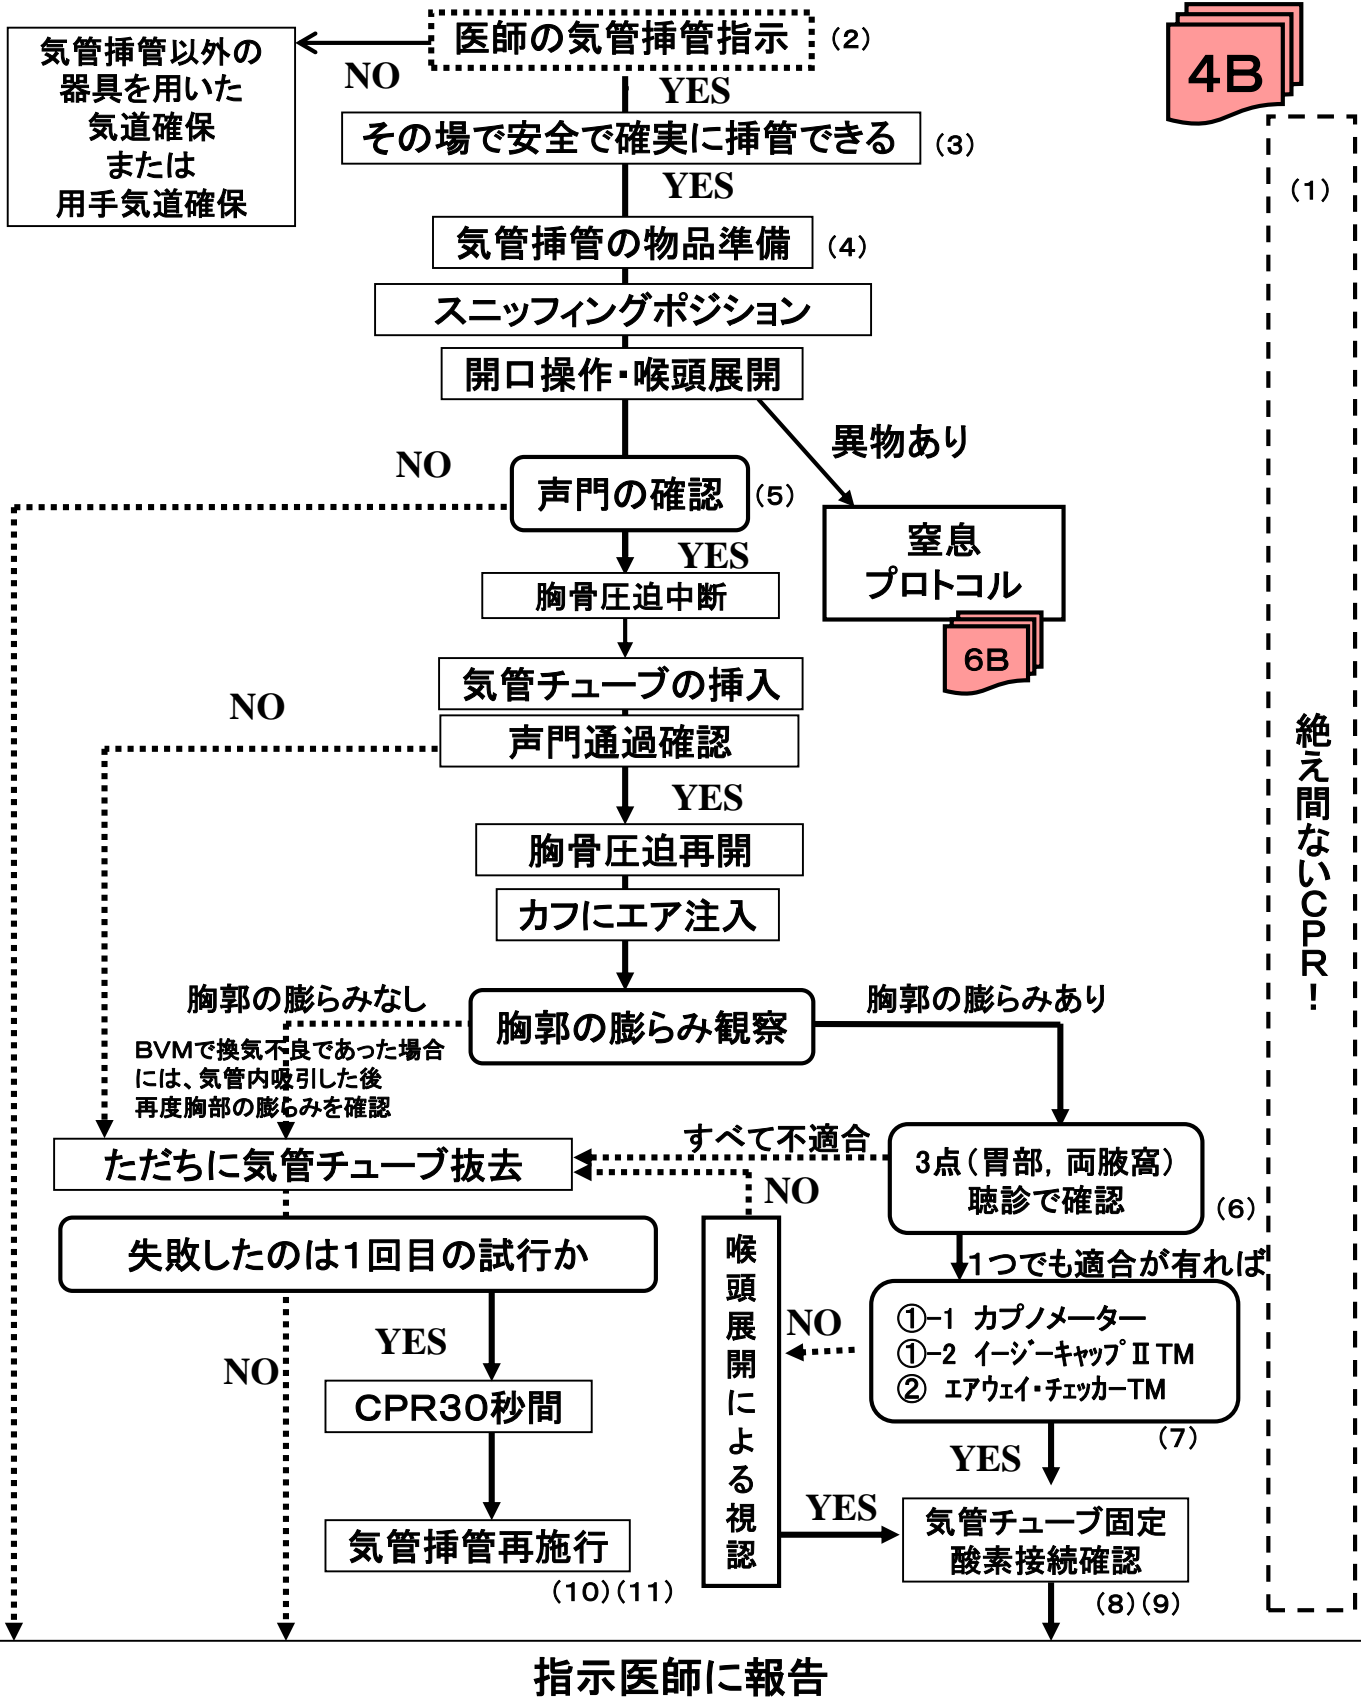 医師の気管挿管指示
(2)
4B
気管挿管以外の
器具を用いた
気道確保
または
用手気道確保
NO
YES
その場で安全で確実に挿管できる
(3)
(1)
YES
気管挿管の物品準備
(4)
スニッフィングポジション
開口操作・喉頭展開
異物あり
NO
声門の確認
(5)
窒息
プロトコル
6B
YES
胸骨圧迫中断
気管チューブの挿入
NO
声門通過確認
YES
絶え間ないCPR!
胸骨圧迫再開
カフにエア注入
胸郭の膨らみなし
胸郭の膨らみ観察
胸郭の膨らみあり
BVMで換気不良であった場合
には、気管内吸引した後
再度胸部の膨らみを確認
すべて不適合
ただちに気管チューブ抜去
3点(胃部, 両腋窩)
聴診で確認
(6)
NO
失敗したのは1回目の試行か
喉頭展開による視認
1つでも適合が有れば
①-1 カプノメーター
①-2 イージーキャップⅡTM
② エアウェイ・チェッカーTM
(7)
NO
YES
NO
CPR30秒間
YES
YES
気管挿管再施行
(10)(11)
気管チューブ固定
酸素接続確認
(8)(9)
指示医師に報告